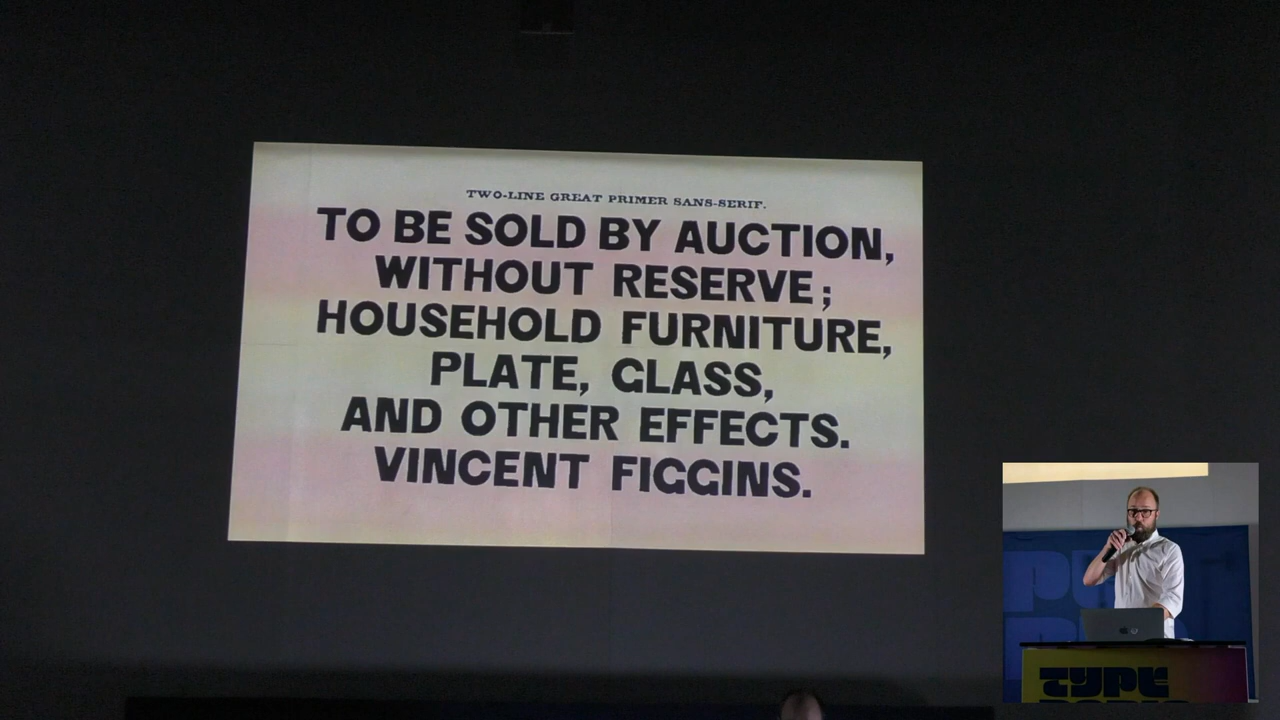 TWO-LINE GREAT PRIMER SANS-SERIF.
TO BE SOLD BY AUCTION,
WITHOUT RESERVE;
HOUSEHOLD FURNITURE,
PLATE, GLASS,
AND OTHER EFFECTS.
VINCENT FIGGINS.
TYPE